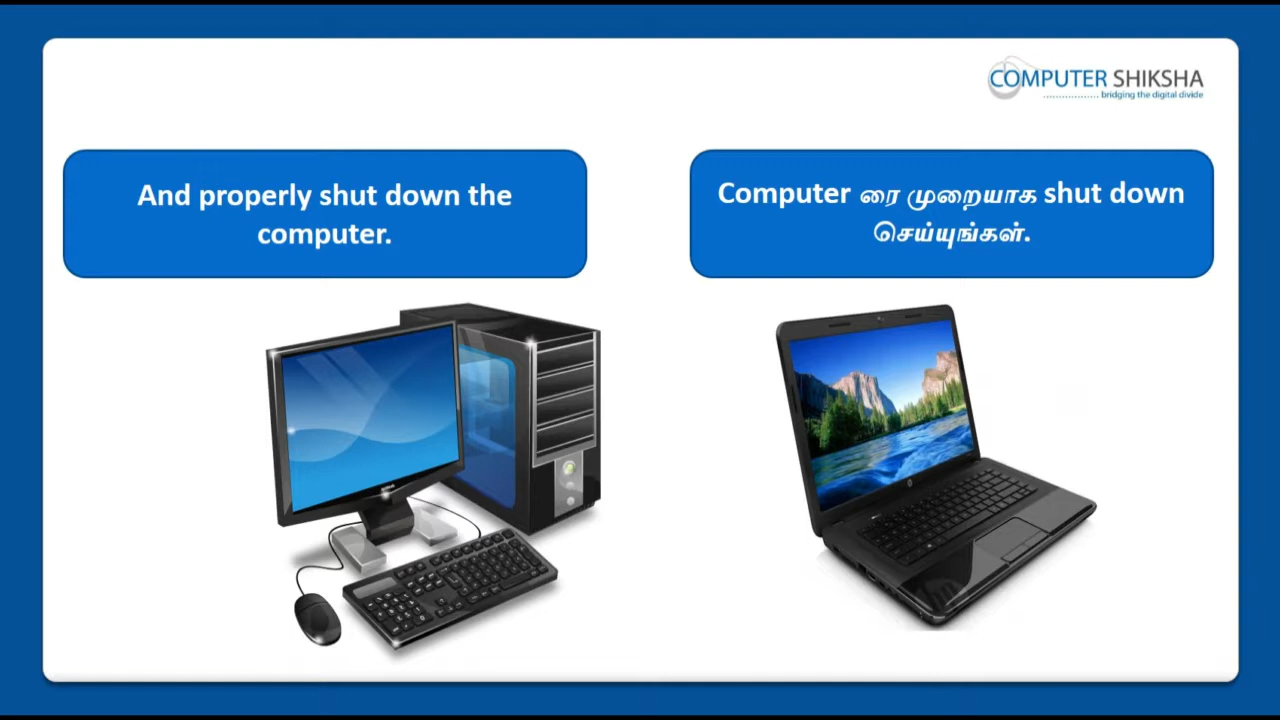 COMPUTER SHIKSHA
bridging the digital divide
And properly shut down the
computer.
Computer ரை முறையாக shut down
செய்யுங்கள்.